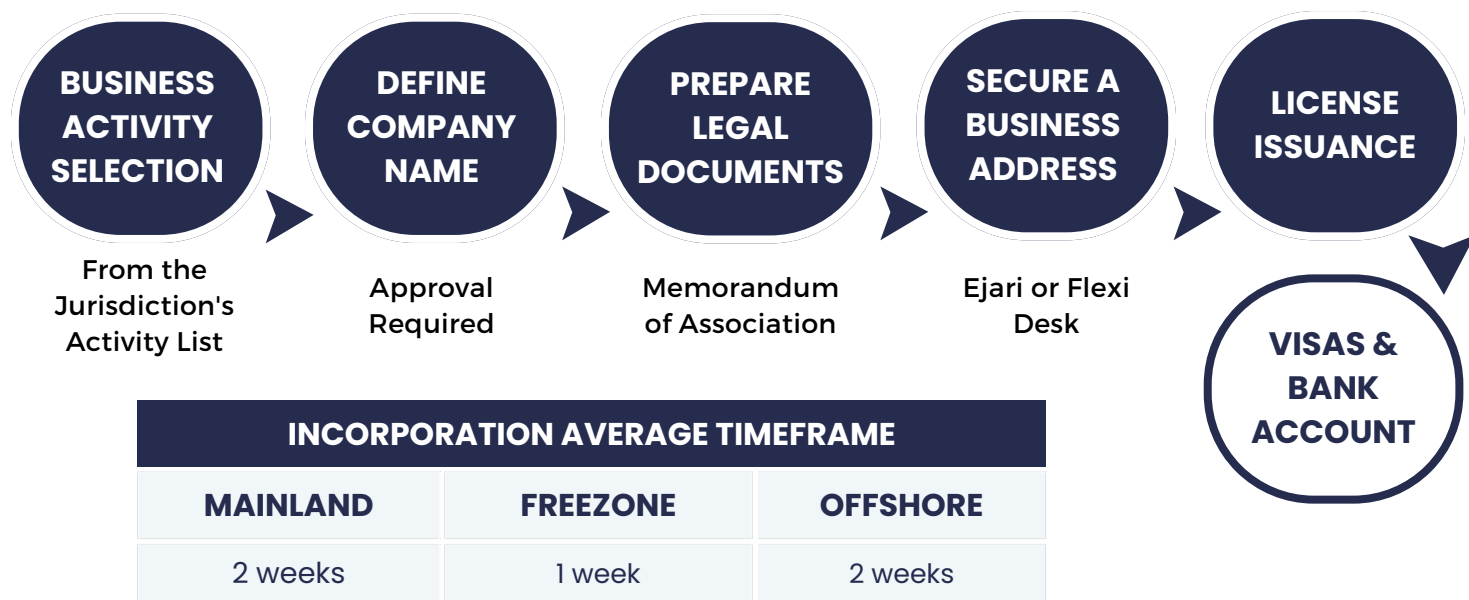 BUSINESS
ACTIVITY
SELECTION
From the
Jurisdiction's
Activity List
DEFINE
COMPANY
NAME
Approval
Required
PREPARE
LEGAL
DOCUMENTS
Memorandum
of Association
SECURE A
BUSINESS
ADDRESS
Ejari or Flexi
Desk
LICENSE
ISSUANCE
VISAS &
BANK
ACCOUNT
INCORPORATION AVERAGE TIMEFRAME
MAINLAND FREEZONE OFFSHORE
2 weeks 1 week 2 weeks